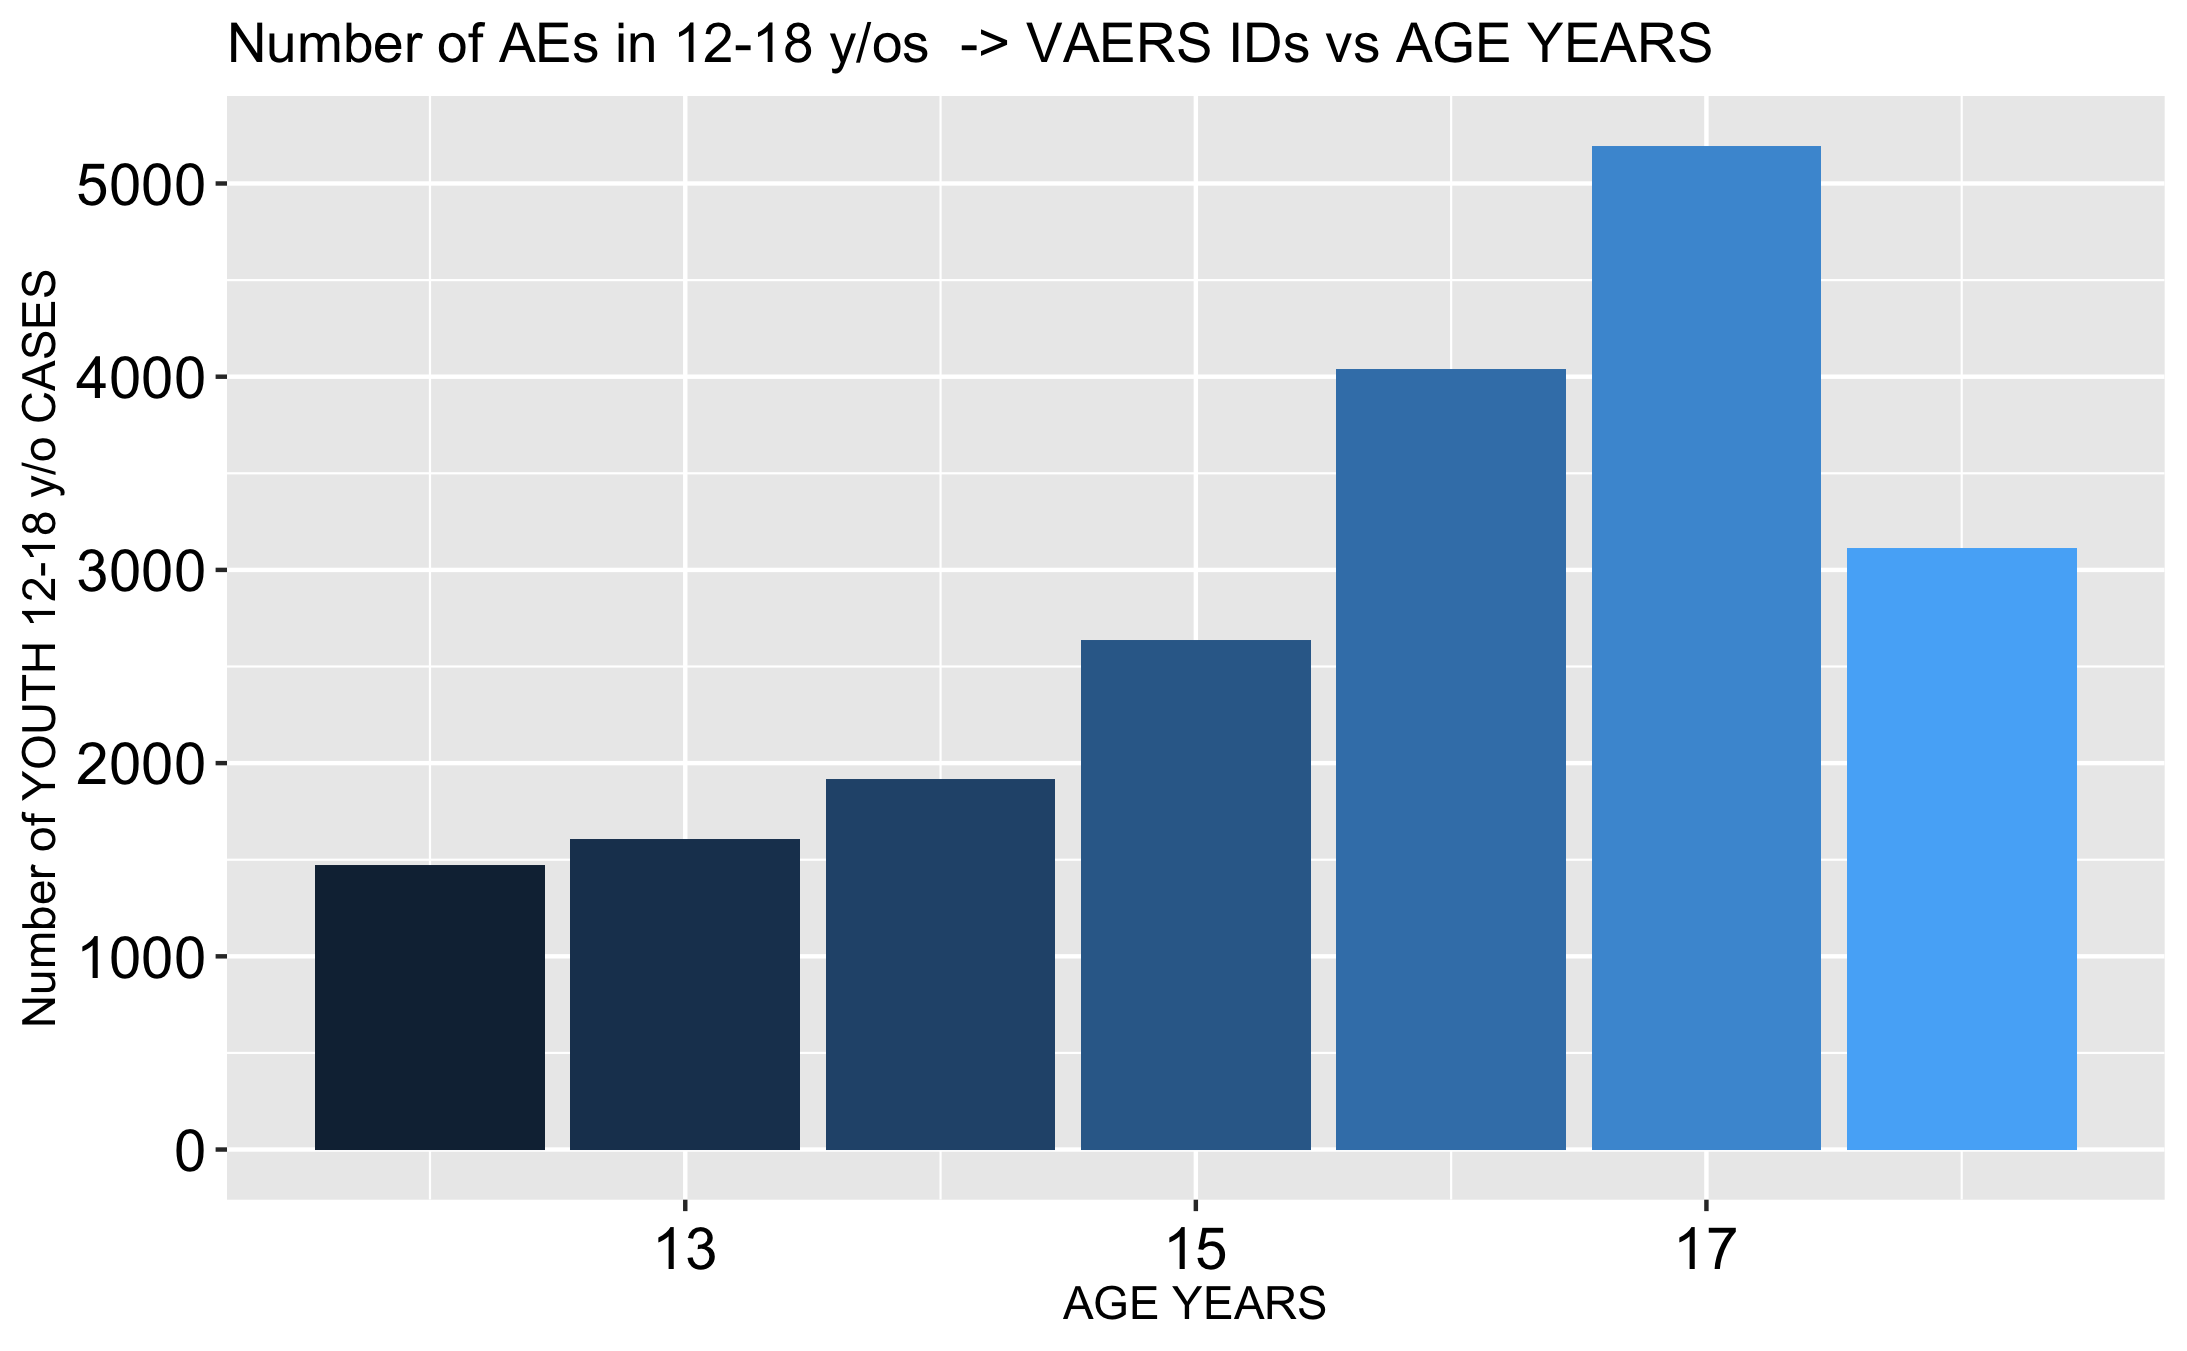 Number of AEs in 12-18 y/os  -> VAERS IDs vs AGE YEARS
Number of YOUTH 12-18 y/o CASES
5000
4000
3000
2000
1000
0
13 15 17
AGE YEARS